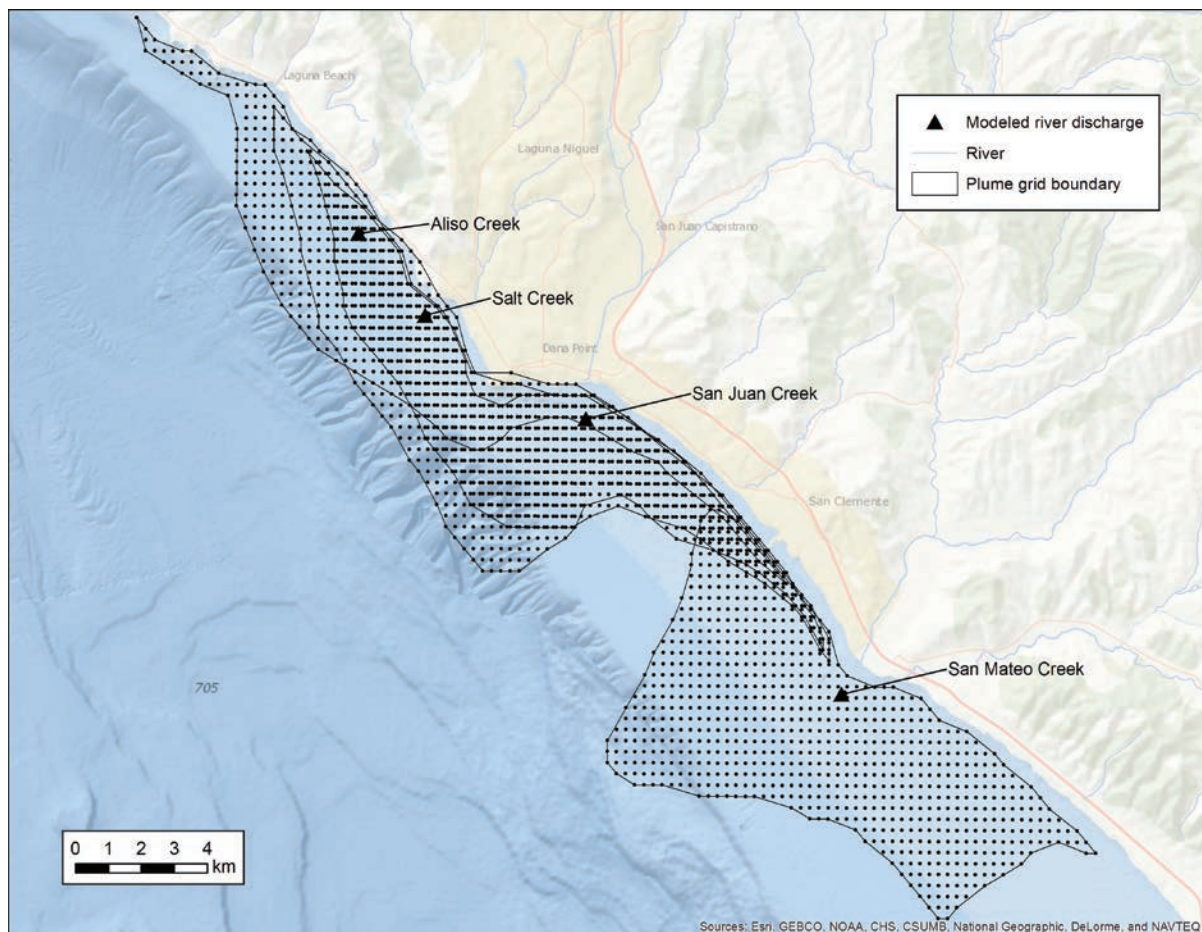 Laguna Beach
Modeled river discharge
River
Plume grid boundary
Laguna Niguel
Aliso Creek
San Juan Capistrano
Salt Creek
Dana Point
San Juan Creek
San Clemente
San Mateo Creek
705
0 1 2 3 4
km
Sources: Esri, GEBCO, NOAA, CHS, CSUMB, National Geographic, DeLorme, and NAVTEQ